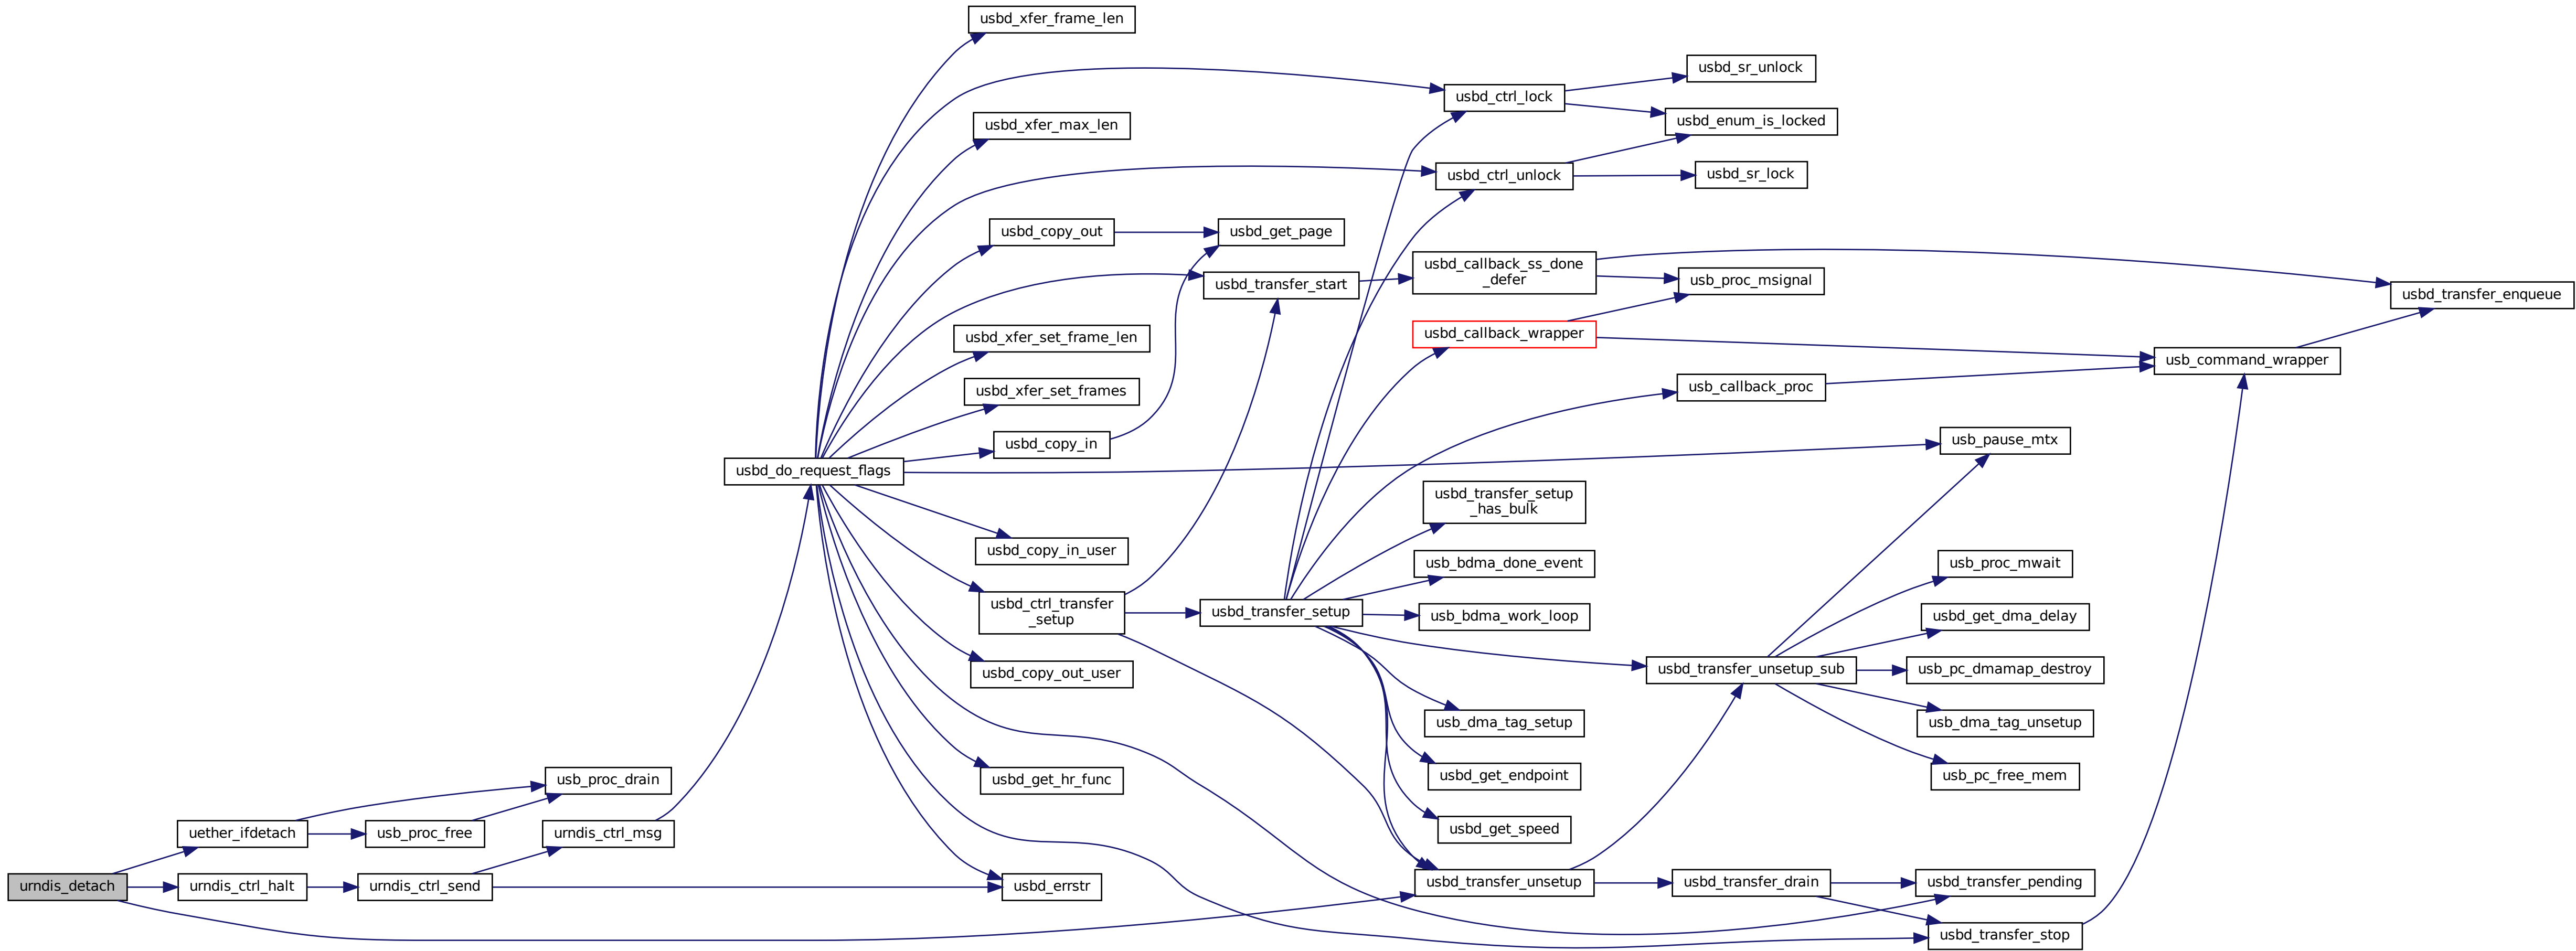 usbd_xfer_frame_len
usbd_sr_unlock
usbd_ctrl_lock
usbd_enum_is_locked
usbd_xfer_max_len
usbd_ctrl_unlock
usbd_sr_lock
usbd_copy_out
usbd_get_page
usbd_callback_ss_done
_defer
usbd_transfer_start
usb_proc_msignal
usbd_transfer_enqueue
usbd_xfer_set_frame_len
usbd_callback_wrapper
usb_command_wrapper
usbd_xfer_set_frames
usb_callback_proc
usbd_copy_in
usb_pause_mtx
usbd_do_request_flags
usbd_transfer_setup
_has_bulk
usbd_copy_in_user
usb_bdma_done_event
usb_proc_mwait
usbd_ctrl_transfer
_setup
usbd_transfer_setup
usb_bdma_work_loop
usbd_get_dma_delay
usbd_copy_out_user
usbd_transfer_unsetup_sub
usb_pc_dmamap_destroy
usb_dma_tag_setup
usb_dma_tag_unsetup
usb_proc_drain
usbd_get_hr_func
usbd_get_endpoint
usb_pc_free_mem
uether_ifdetach
usb_proc_free
urndis_ctrl_msg
usbd_get_speed
urndis_detach
urndis_ctrl_halt
urndis_ctrl_send
usbd_errstr
usbd_transfer_unsetup
usbd_transfer_drain
usbd_transfer_pending
usbd_transfer_stop